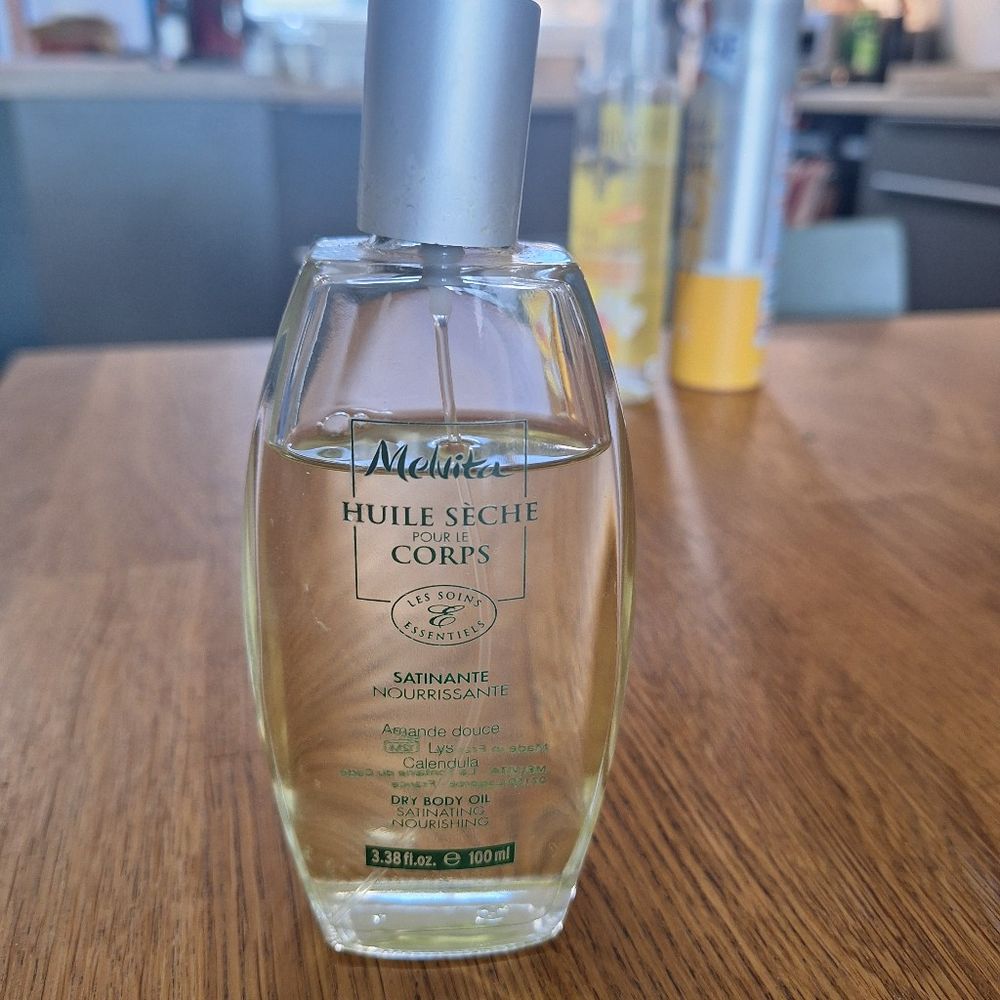 Melvita
HUILE SÈCHE
POUR LE
CORPS
LES SOINS
E
ESSENTIELS
SATINANTE
NOURRISSANTE
Amande douce
Lys
Calendula
DRY BODY OIL
SATINATING
NOURISHING
3.38 fl.oz. ℮ 100 ml